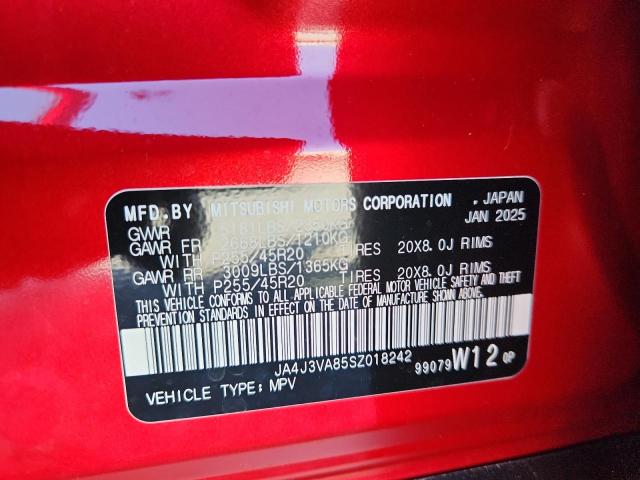 MFD.BY MITSUBISHI MOTORS CORPORATION . JAPAN
GWVR 5181LBS JAN 2025
GAWR FR 2668LBS/1210KG
WITH P255/45R20 TIRES 20X8.0J RIMS
GAWR RR 3009LBS/1365KG
WITH P255/45R20 TIRES 20X8.0J RIMS
THIS VEHICLE CONFORMS TO ALL APPLICABLE FEDERAL MOTOR VEHICLE SAFETY AND THEFT
PREVENTION STANDARDS IN EFFECT ON THE DATE OF MANUFACTURE SHOWN ABOVE.
JA4J3VA85SZ018242
99079 W12 OP
VEHICLE TYPE: MPV